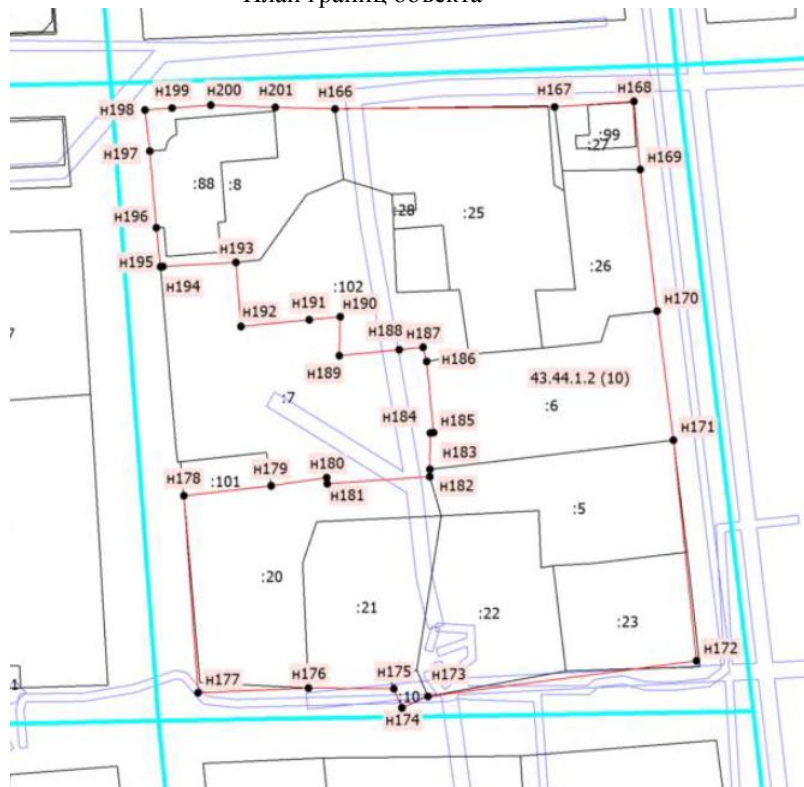 План границ объекта
н198
н199
н200
н201
н166
н167
н168
н197
:99
:27
н169
:88
:8
:28
:25
н196
н193
н195
н194
:26
:102
н192
н191
н190
н170
н189
н188
н187
н186
43.44.1.2 (10)
:7
:6
н184
н185
н171
н183
н178
:101
н179
н180
н181
н182
:5
:20
:21
:22
:23
н172
н177
н176
н175
н173
:10
н174